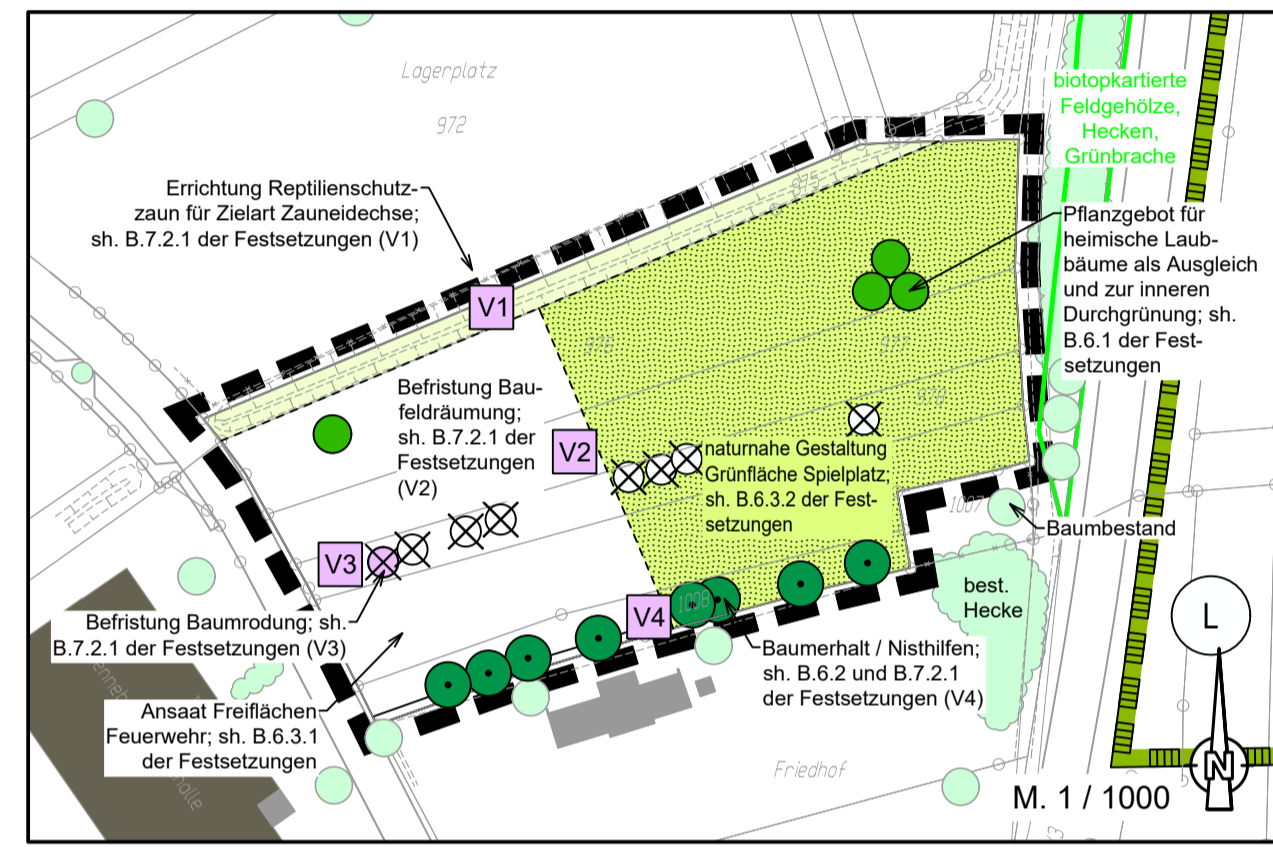 Lagerplatz
972
biotopkartierte
Feldgehölze,
Hecken,
Grünbrache
Errichtung Reptilienschutz-
zaun für Zielart Zauneidechse;
sh. B.7.2.1 der Festsetzungen (V1)
975
Pflanzgebot für
heimische Laub-
bäume als Ausgleich
und zur inneren
Durchgrünung; sh.
B.6.1 der Fest-
setzungen
V1
976
977
978
Befristung Bau-
feldräumung;
sh. B.7.2.1 der
Festsetzungen
(V2)
V2
naturnahe Gestaltung
Grünfläche Spielplatz;
sh. B.6.3.2 der Fest-
setzungen
1007
Baumbestand
V3
best.
Hecke
V4
1008
L
Befristung Baumrodung; sh.
B.7.2.1 der Festsetzungen (V3)
Baumerhalt / Nisthilfen;
sh. B.6.2 und B.7.2.1
der Festsetzungen (V4)
Ansaat Freiflächen
Feuerwehr; sh. B.6.3.1
der Festsetzungen
Friedhof
N
M. 1 / 1000